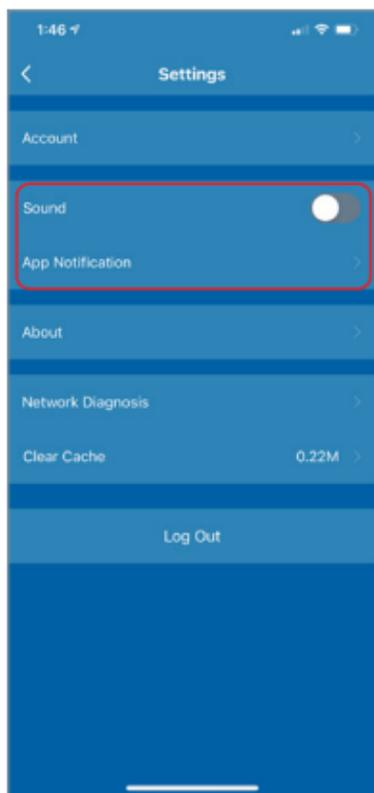 1:46
Settings
Account
Sound
App Notification
About
Network Diagnosis
Clear Cache 0.22M
Log Out